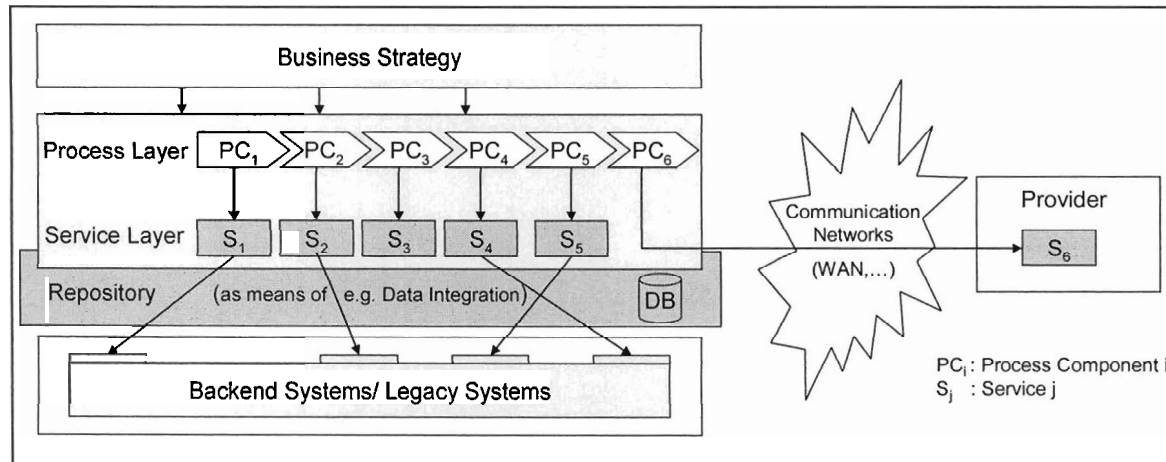 Business Strategy
Process Layer PC₁ PC₂ PC₃ PC₄ PC₅ PC₆
Service Layer S₁ S₂ S₃ S₄ S₅
Repository (as means of e.g. Data Integration) DB
Backend Systems/ Legacy Systems
Communication
Networks
(WAN,...)
Provider
S₆
PCᵢ : Process Component i
Sⱼ : Service j